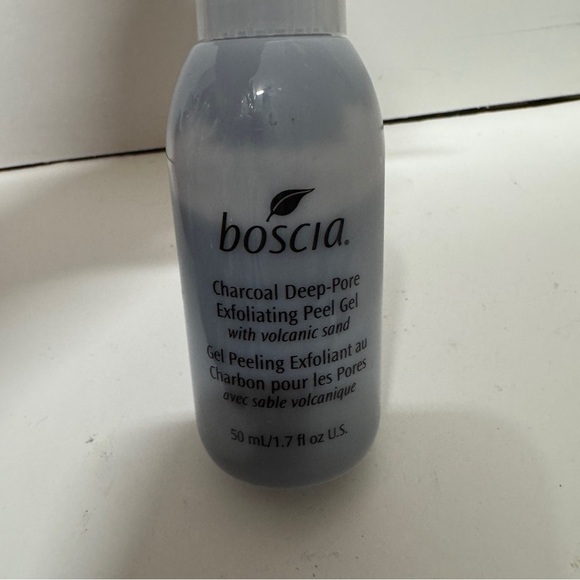 boscia®
Charcoal Deep-Pore
Exfoliating Peel Gel
with volcanic sand
Gel Peeling Exfoliant au
Charbon pour les Pores
avec sable volcanique
50 mL/1.7 fl oz U.S.